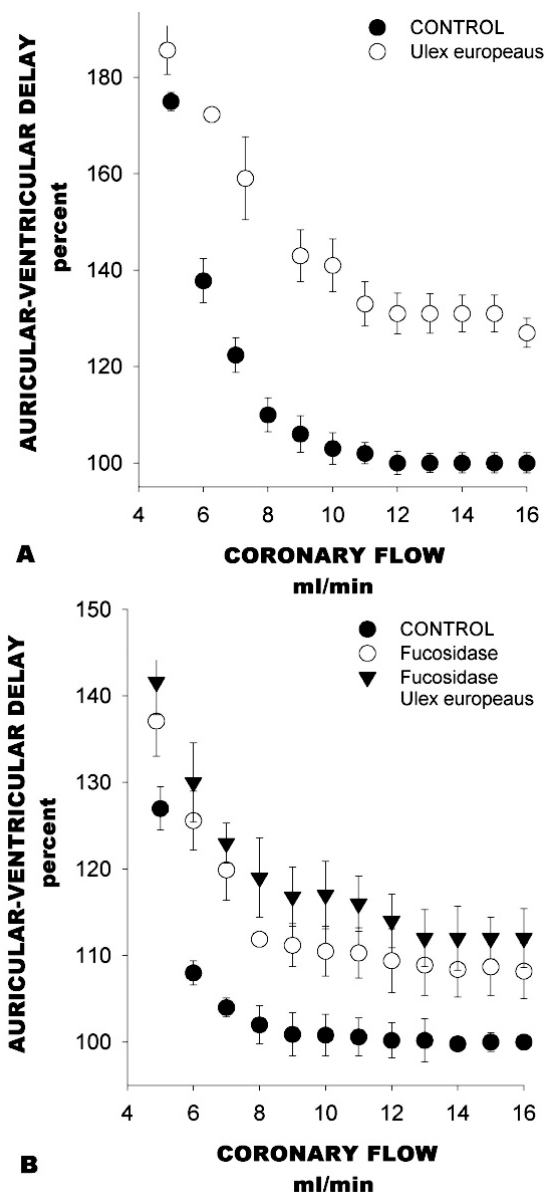 CONTROL
Ulex europeaus
AURICULAR-VENTRICULAR DELAY
percent
180
160
140
120
100
4 6 8 10 12 14 16
A
CORONARY FLOW
ml/min
CONTROL
Fucosidase
Fucosidase
Ulex europeaus
AURICULAR-VENTRICULAR DELAY
percent
150
140
130
120
110
100
4 6 8 10 12 14 16
B
CORONARY FLOW
ml/min